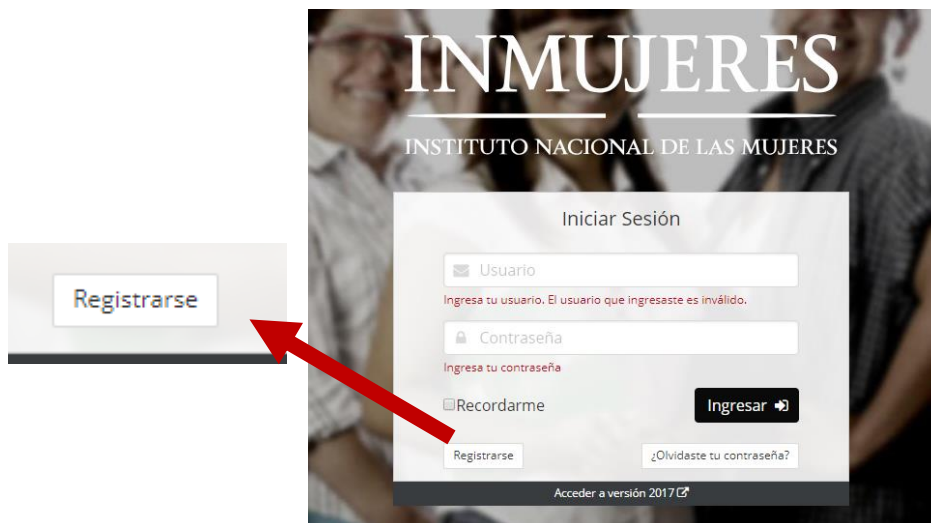 INMUJERES
INSTITUTO NACIONAL DE LAS MUJERES
Iniciar Sesión
Usuario
Ingresa tu usuario. El usuario que ingresaste es inválido.
Contraseña
Ingresa tu contraseña
Recordarme
Ingresar
Registrarse
¿Olvidaste tu contraseña?
Acceder a versión 2017
Registrarse